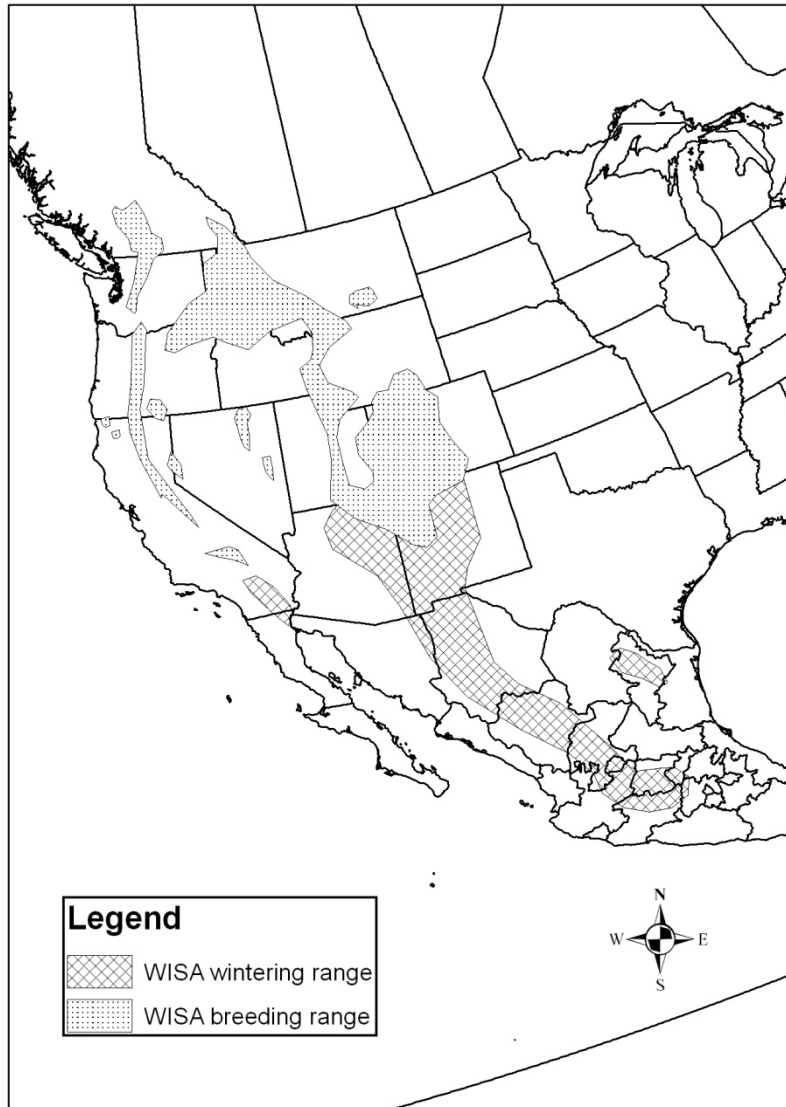 Legend
WISA wintering range
WISA breeding range
N
W E
S